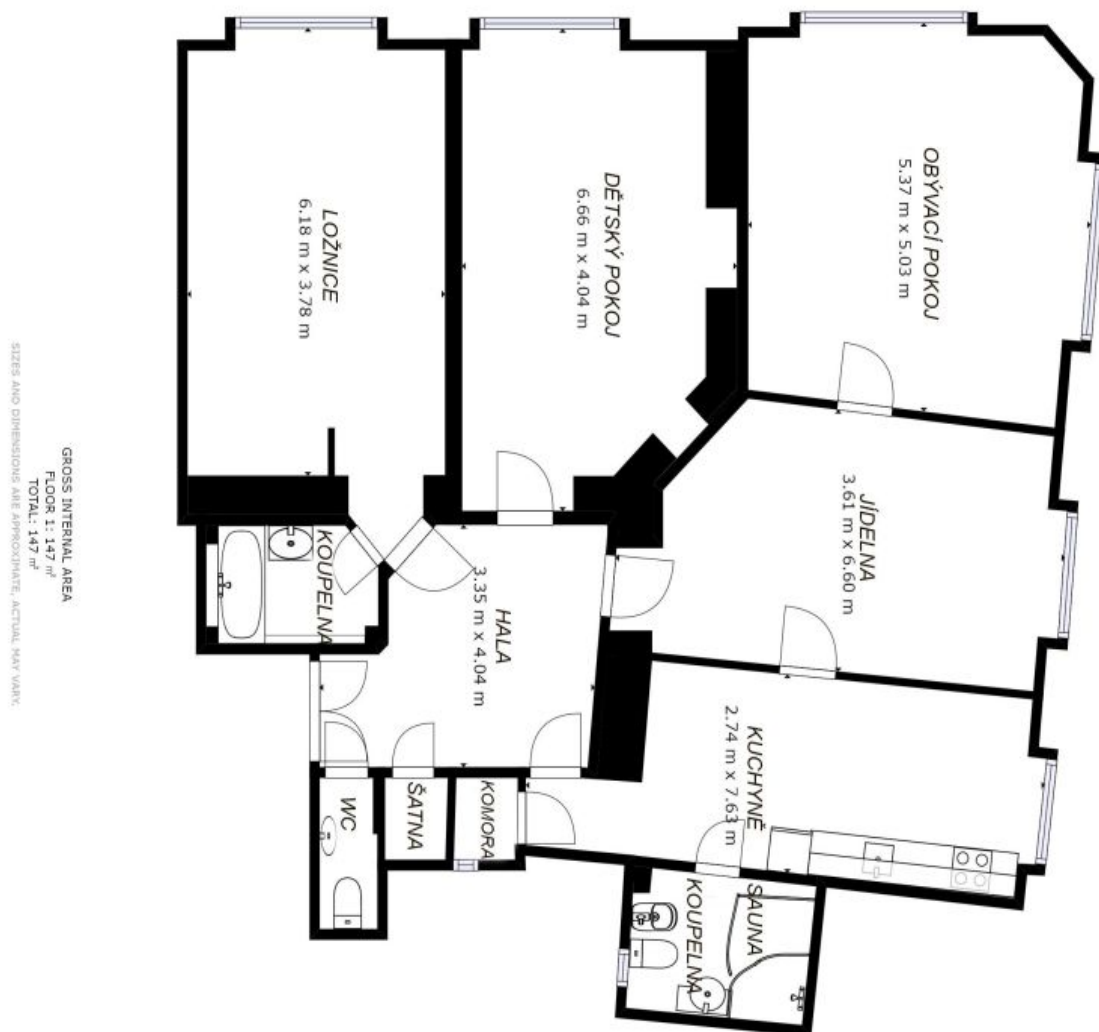 LOŽNICE
6.18 m x 3.78 m
DĚTSKÝ POKOJ
6.66 m x 4.04 m
OBÝVACÍ POKOJ
5.37 m x 5.03 m
JÍDELNA
3.61 m x 6.60 m
KOUPELNA
HALA
3.35 m x 4.04 m
KUCHYNĚ
2.74 m x 7.63 m
WC
ŠATNA
KOMORA
KOUPELNA
SAUNA
GROSS INTERNAL AREA
FLOOR 1: 147 m²
TOTAL: 147 m²
SIZES AND DIMENSIONS ARE APPROXIMATE, ACTUAL MAY VARY.